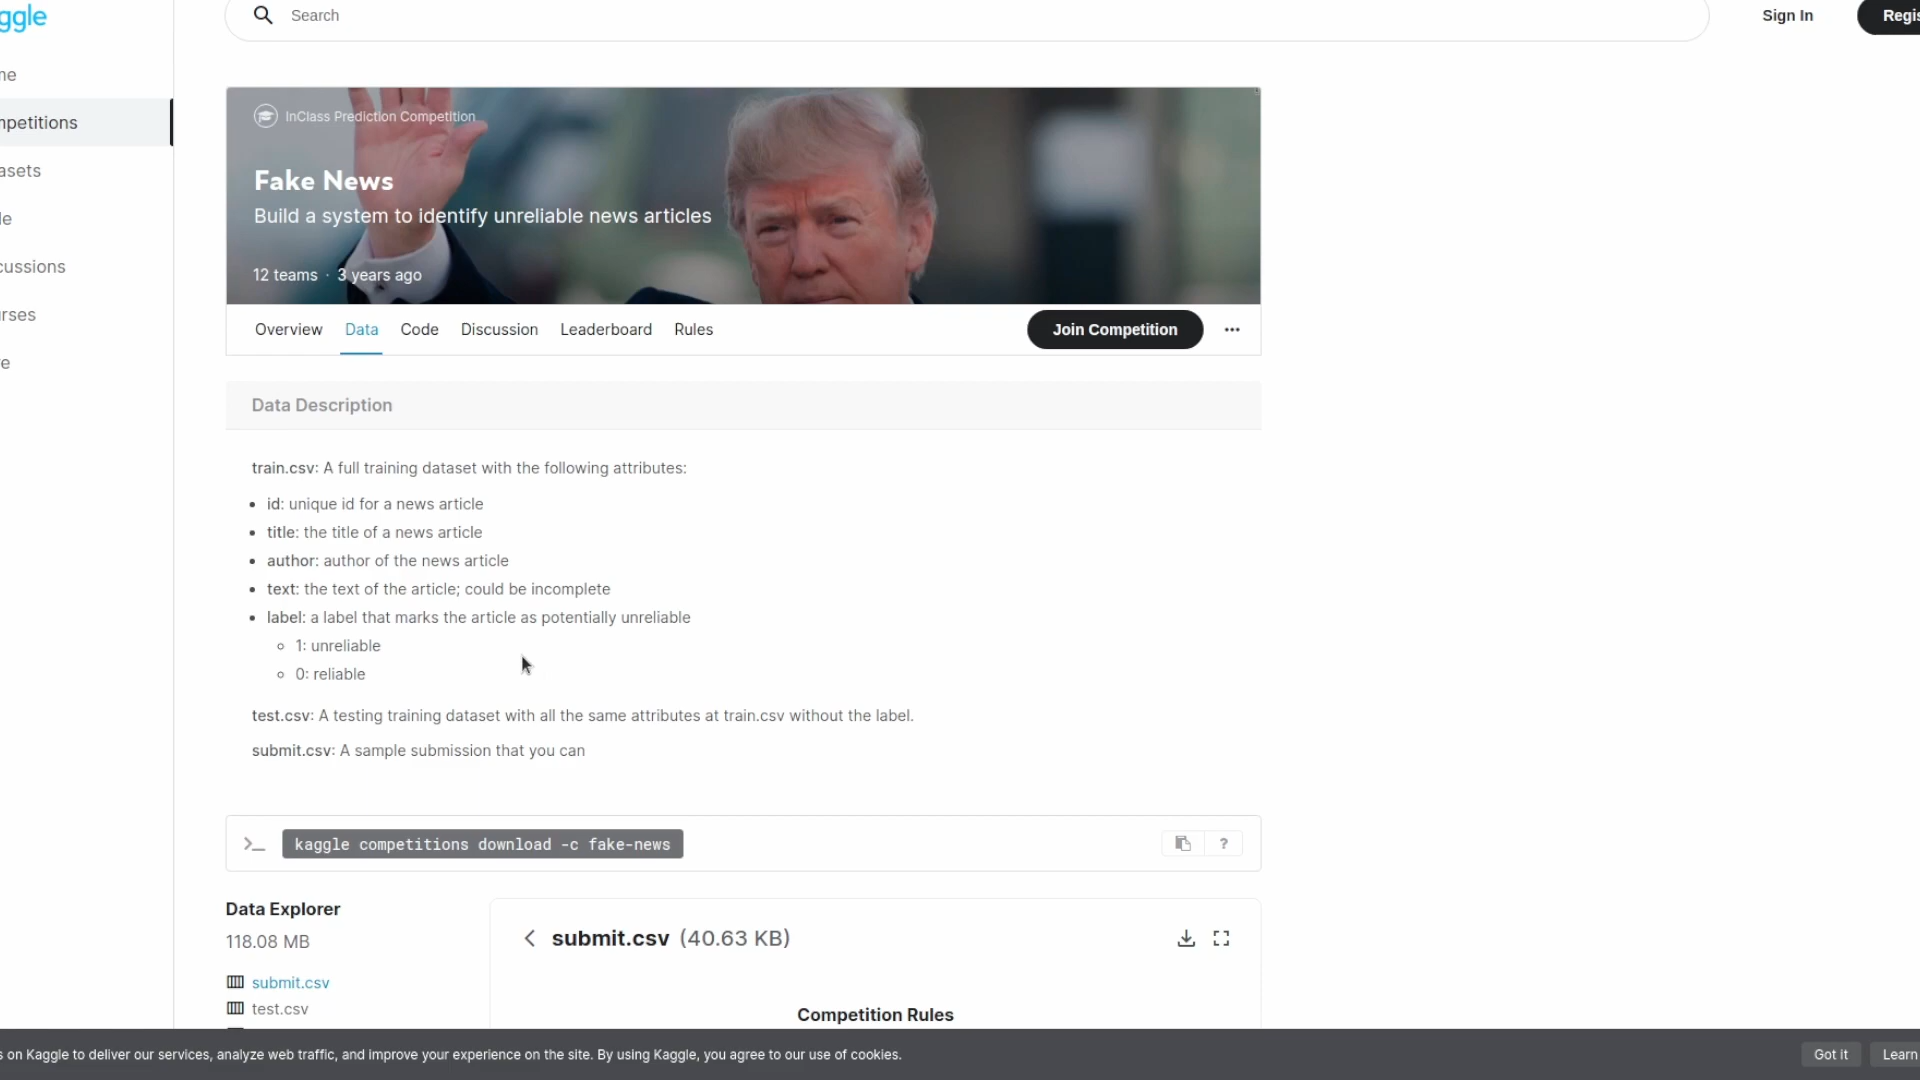 ggle
Search
Sign In
Regis
me
mpetitions
asets
le
cussions
urses
e
InClass Prediction Competition
Fake News
Build a system to identify unreliable news articles
12 teams · 3 years ago
Overview Data Code Discussion Leaderboard Rules Join Competition
Data Description
train.csv: A full training dataset with the following attributes:
id: unique id for a news article
title: the title of a news article
author: author of the news article
text: the text of the article; could be incomplete
label: a label that marks the article as potentially unreliable
1: unreliable
0: reliable
test.csv: A testing training dataset with all the same attributes at train.csv without the label.
submit.csv: A sample submission that you can
>_ kaggle competitions download -c fake-news ?
Data Explorer
118.08 MB
submit.csv
test.csv
submit.csv (40.63 KB)
Competition Rules
s on Kaggle to deliver our services, analyze web traffic, and improve your experience on the site. By using Kaggle, you agree to our use of cookies.
Got it
Learn